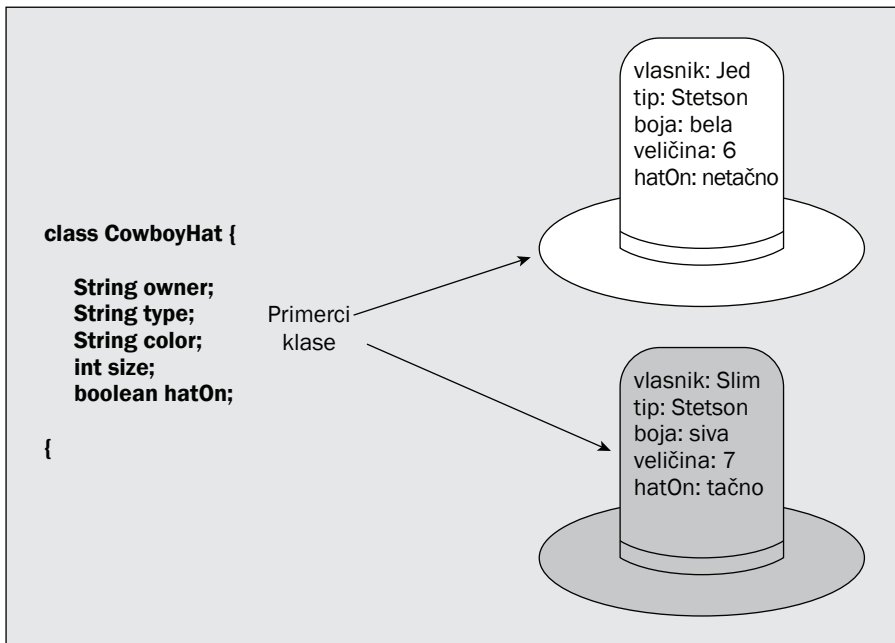 class CowboyHat {
String owner;
String type;
String color;
int size;
boolean hatOn;
{
Primerci
klase
vlasnik: Jed
tip: Stetson
boja: bela
veličina: 6
hatOn: netačno
vlasnik: Slim
tip: Stetson
boja: siva
veličina: 7
hatOn: tačno